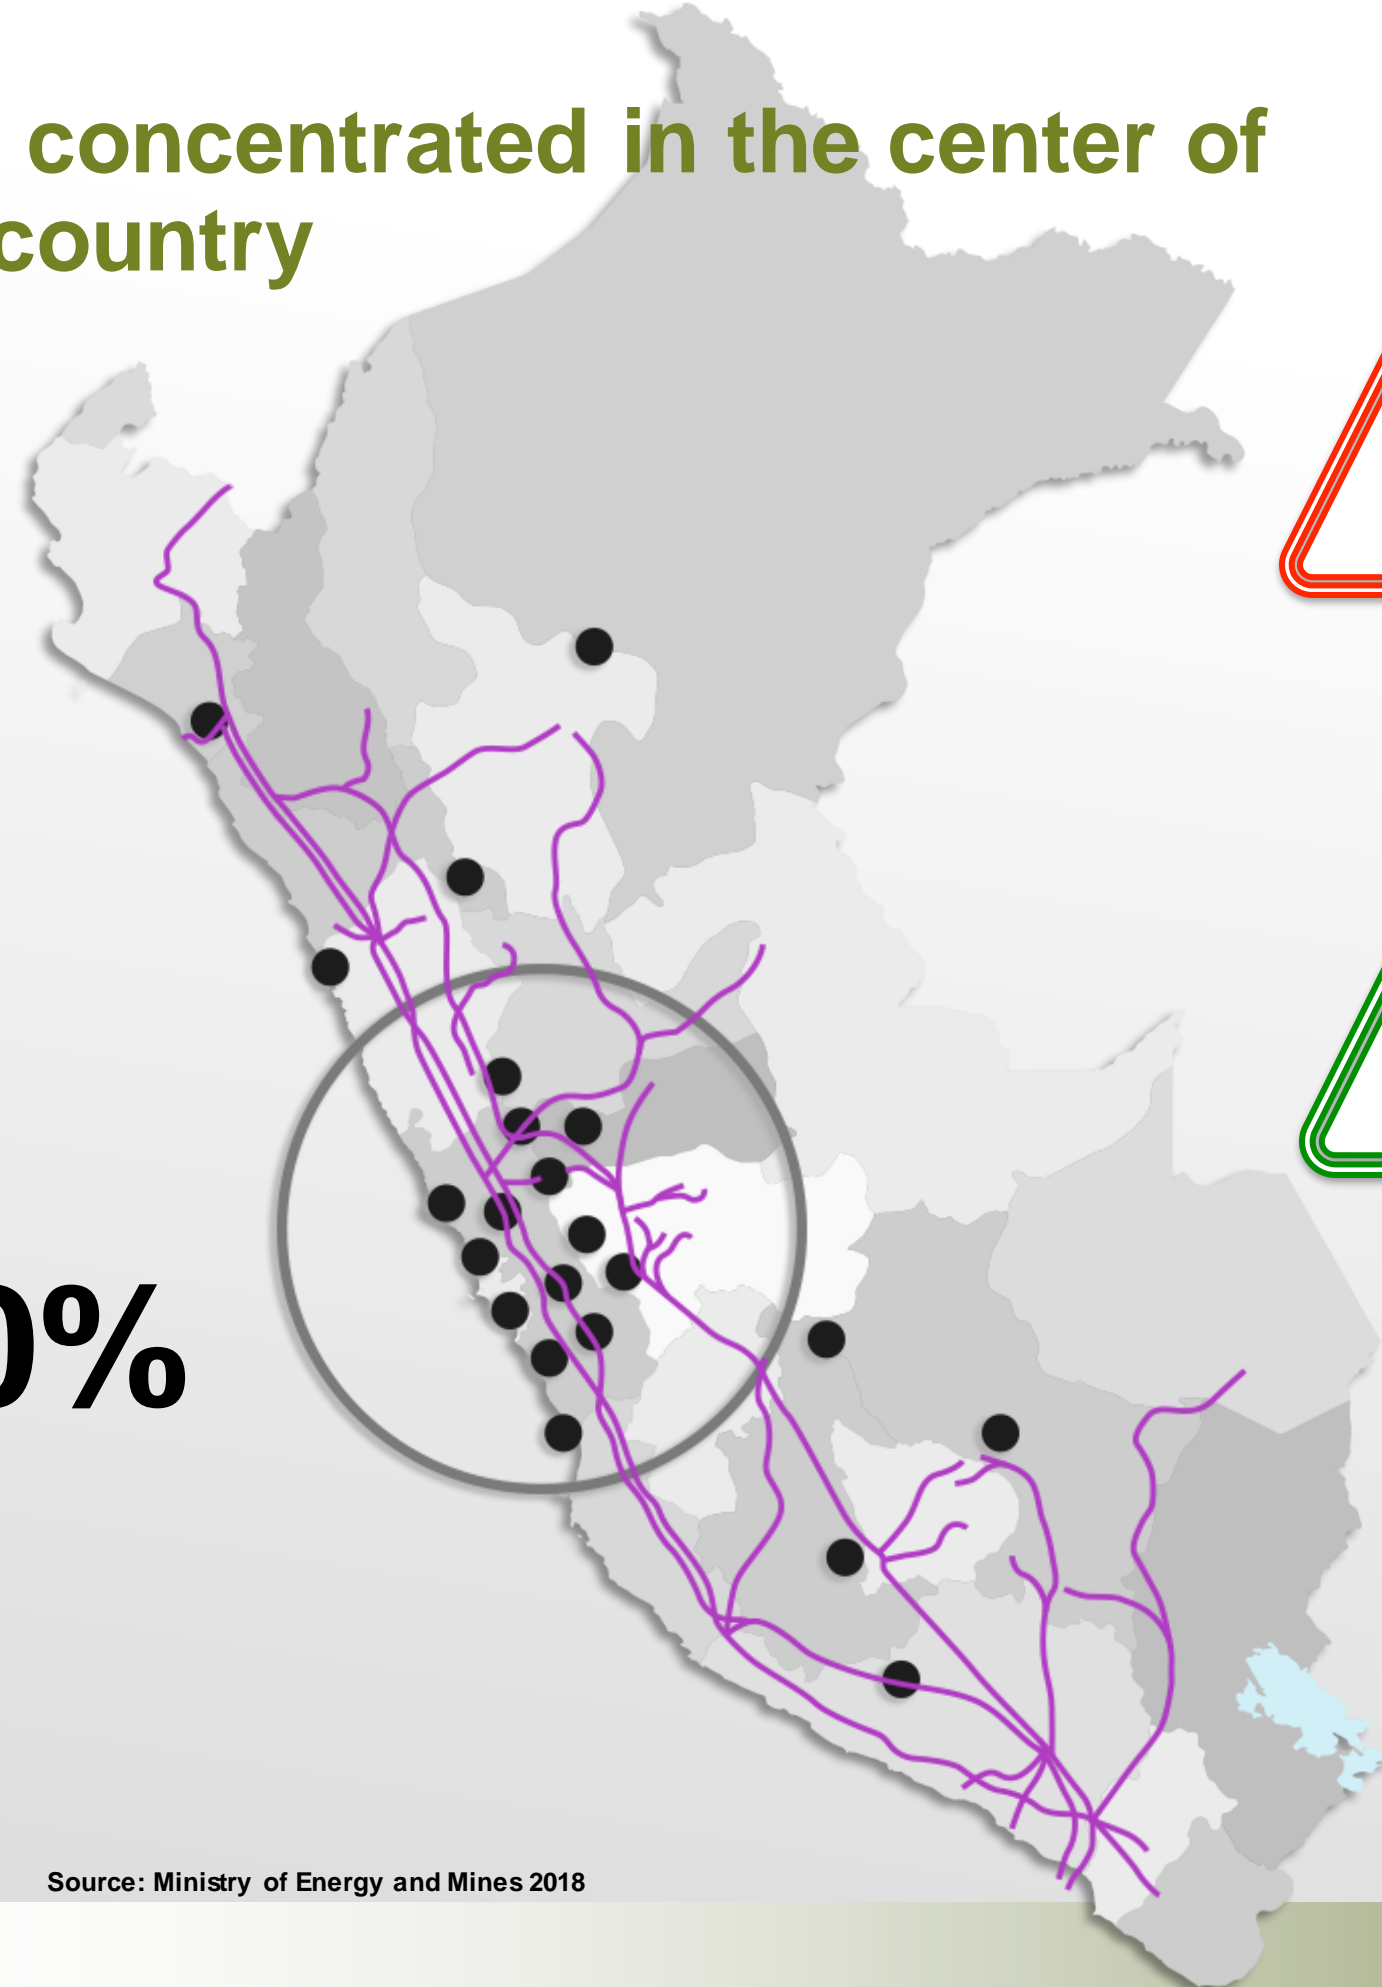 concentrated in the center of
country
0%
Source: Ministry of Energy and Mines 2018